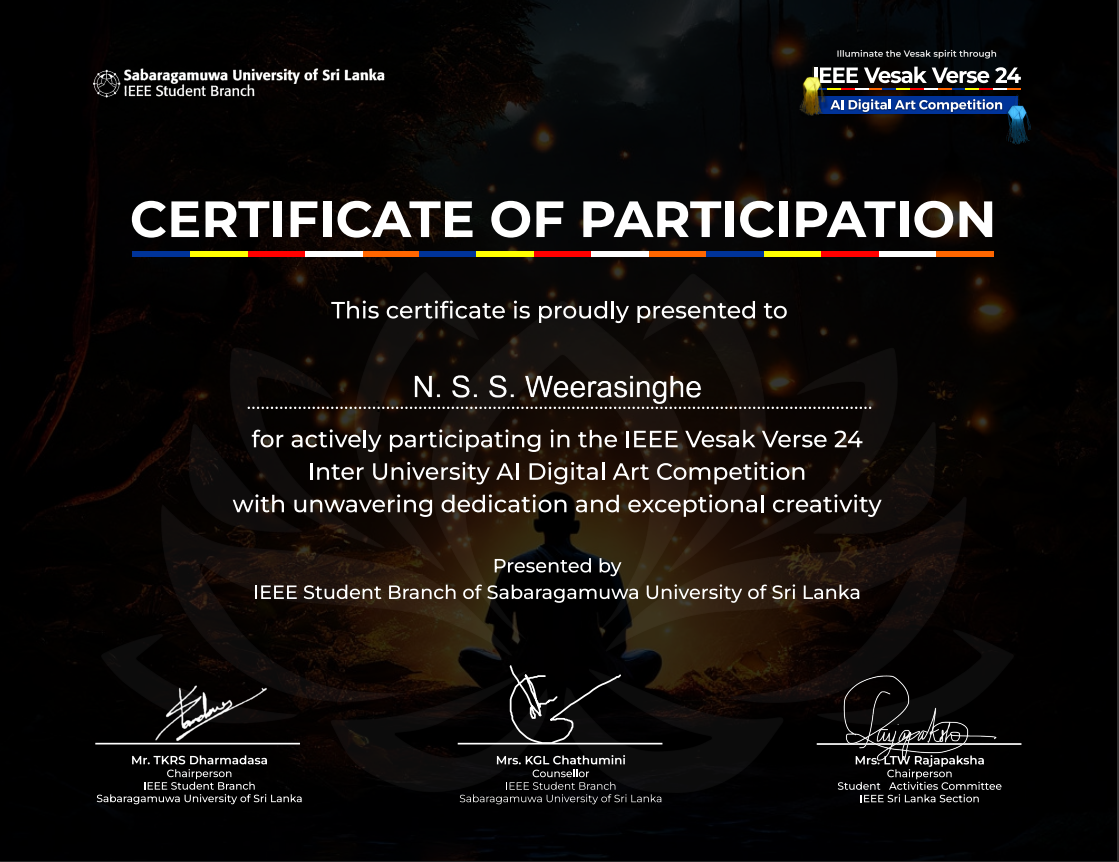 Sabaragamuwa University of Sri Lanka
IEEE Student Branch
Illuminate the Vesak spirit through
IEEE Vesak Verse 24
AI Digital Art Competition
CERTIFICATE OF PARTICIPATION
This certificate is proudly presented to
N. S. S. Weerasinghe
for actively participating in the IEEE Vesak Verse 24
Inter University AI Digital Art Competition
with unwavering dedication and exceptional creativity
Presented by
IEEE Student Branch of Sabaragamuwa University of Sri Lanka
Mr. TKRS Dharmadasa
Chairperson
IEEE Student Branch
Sabaragamuwa University of Sri Lanka
Mrs. KGL Chathumini
Counsellor
IEEE Student Branch
Sabaragamuwa University of Sri Lanka
Mrs. LTW Rajapaksha
Chairperson
Student Activities Committee
IEEE Sri Lanka Section